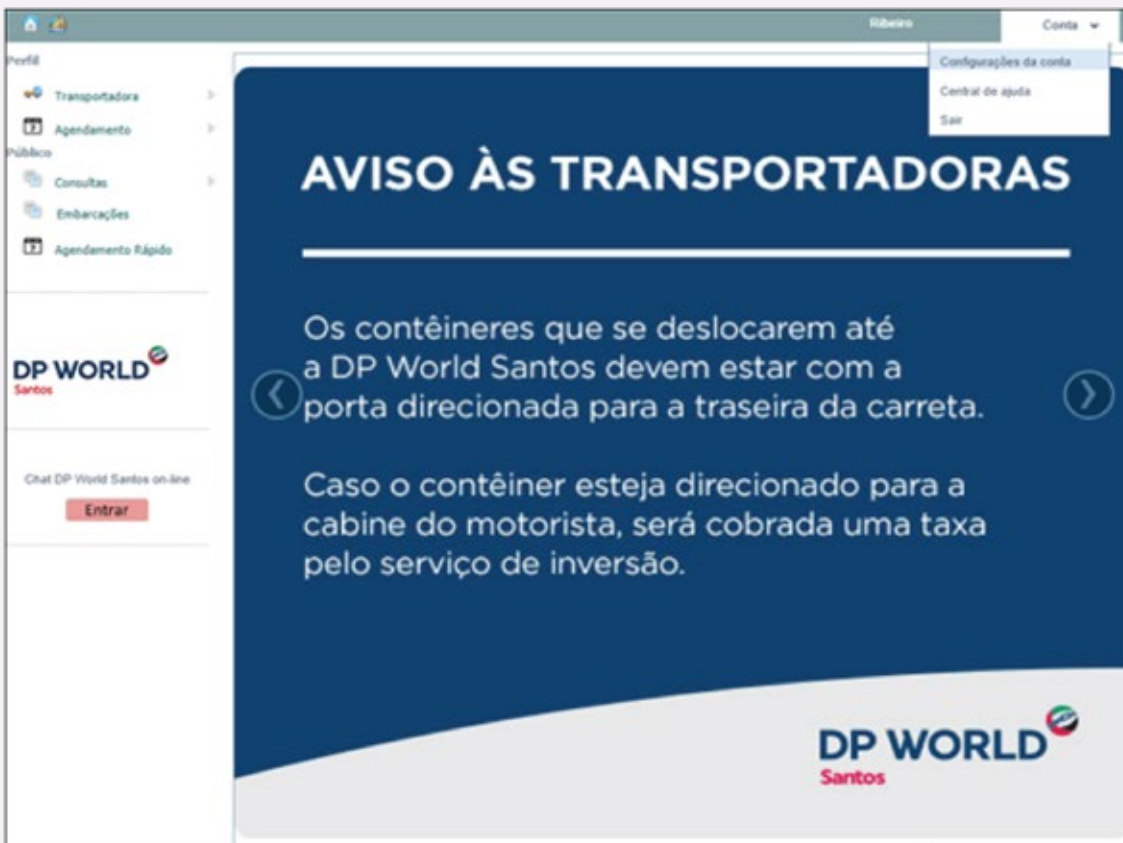 Ribeiro
Conta
Configurações da conta
Central de ajuda
Sair
Perfil
Transportadora
Agendamento
Público
Consultas
Embarcações
Agendamento Rápido
DP WORLD
Santos
Chat DP World Santos on-line
Entrar
AVISO ÀS TRANSPORTADORAS
Os contêineres que se deslocarem até
a DP World Santos devem estar com a
porta direcionada para a traseira da carreta.
Caso o contêiner esteja direcionado para a
cabine do motorista, será cobrada uma taxa
pelo serviço de inversão.
DP WORLD
Santos